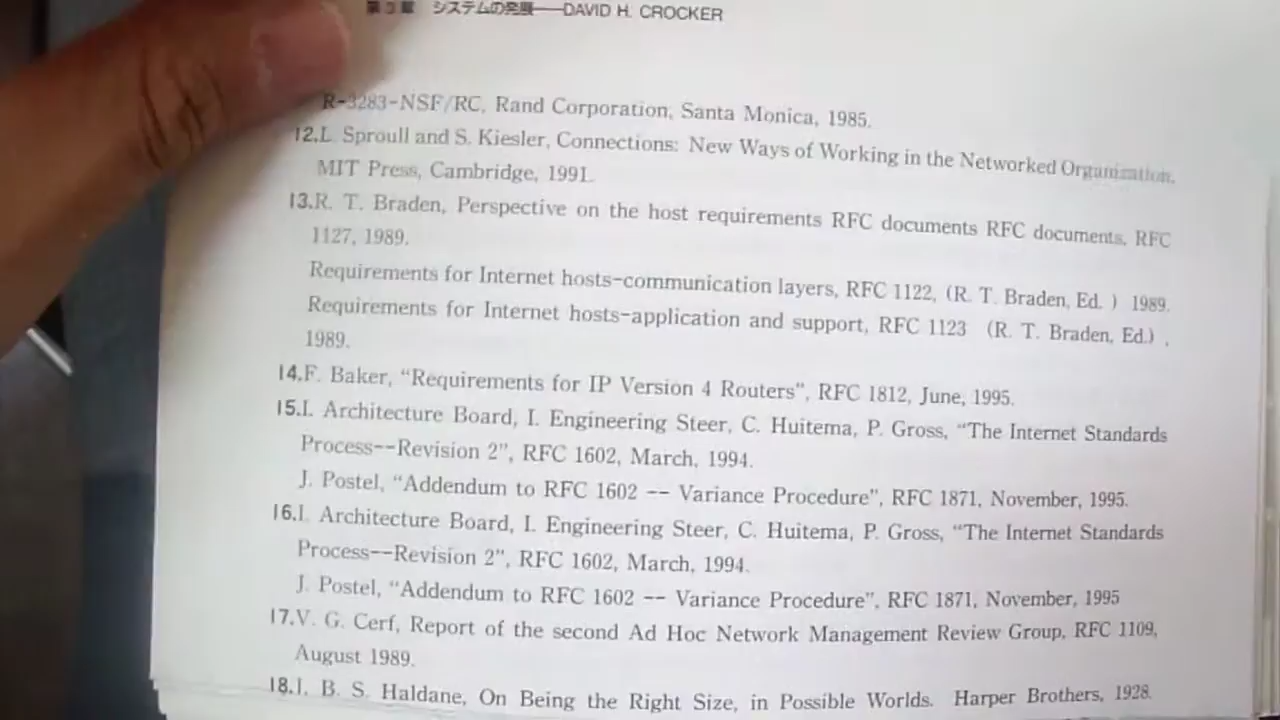 第3章 システムの発展——DAVID H. CROCKER
R-3283-NSF/RC, Rand Corporation, Santa Monica, 1985.
12.L. Sproull and S. Kiesler, Connections: New Ways of Working in the Networked Organization,
MIT Press, Cambridge, 1991.
13.R. T. Braden, Perspective on the host requirements RFC documents RFC documents, RFC
1127, 1989.
Requirements for Internet hosts-communication layers, RFC 1122, (R. T. Braden, Ed. ) 1989.
Requirements for Internet hosts-application and support, RFC 1123 (R. T. Braden, Ed.) ,
1989.
14.F. Baker, “Requirements for IP Version 4 Routers”, RFC 1812, June, 1995.
15.I. Architecture Board, I. Engineering Steer, C. Huitema, P. Gross, “The Internet Standards
Process--Revision 2”, RFC 1602, March, 1994.
J. Postel, “Addendum to RFC 1602 -- Variance Procedure”, RFC 1871, November, 1995.
16.I. Architecture Board, I. Engineering Steer, C. Huitema, P. Gross, “The Internet Standards
Process--Revision 2”, RFC 1602, March, 1994.
J. Postel, “Addendum to RFC 1602 -- Variance Procedure”, RFC 1871, November, 1995
17.V. G. Cerf, Report of the second Ad Hoc Network Management Review Group, RFC 1109,
August 1989.
18.J. B. S. Haldane, On Being the Right Size, in Possible Worlds. Harper Brothers, 1928.